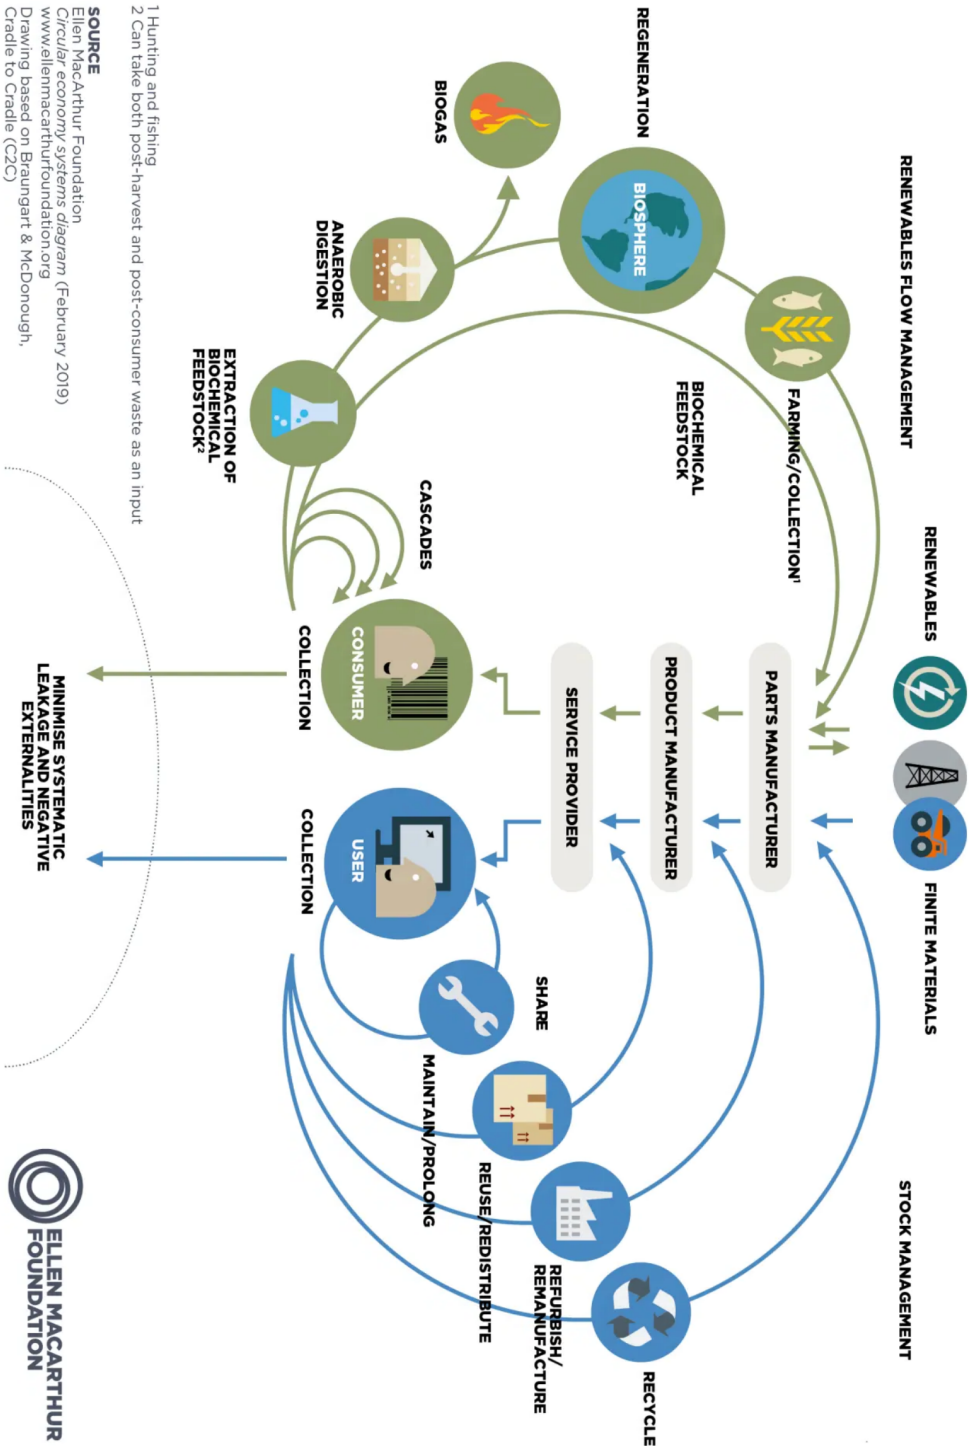 RENEWABLES
FINITE MATERIALS
RENEWABLES FLOW MANAGEMENT
STOCK MANAGEMENT
FARMING/COLLECTION¹
PARTS MANUFACTURER
BIOCHEMICAL
FEEDSTOCK
PRODUCT MANUFACTURER
REGENERATION
BIOSPHERE
RECYCLE
SERVICE PROVIDER
REFURBISH/
REMANUFACTURE
SHARE
REUSE/REDISTRIBUTE
BIOGAS
CASCADES
MAINTAIN/PROLONG
CONSUMER
USER
ANAEROBIC
DIGESTION
COLLECTION
COLLECTION
EXTRACTION OF
BIOCHEMICAL
FEEDSTOCK²
MINIMISE SYSTEMATIC
LEAKAGE AND NEGATIVE
EXTERNALITIES
1 Hunting and fishing
2 Can take both post-harvest and post-consumer waste as an input
SOURCE
Ellen MacArthur Foundation
Circular economy systems diagram (February 2019)
www.ellenmacarthurfoundation.org
Drawing based on Braungart & McDonough,
Cradle to Cradle (C2C)
ELLEN MACARTHUR
FOUNDATION